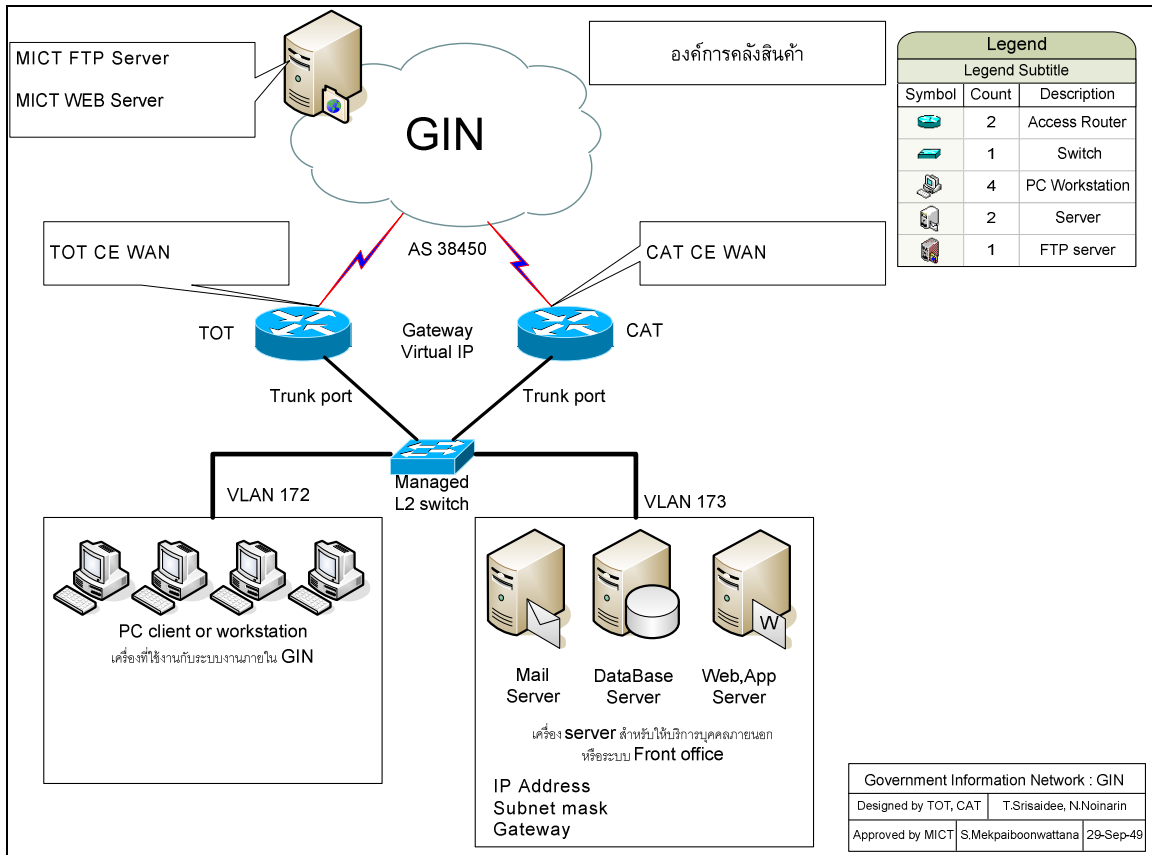 MICT FTP Server
MICT WEB Server
GIN
องค์การคลังสินค้า
Legend
Legend Subtitle
Symbol Count Description
2 Access Router
1 Switch
4 PC Workstation
2 Server
1 FTP server
TOT CE WAN
AS 38450
CAT CE WAN
TOT
Gateway
Virtual IP
CAT
Trunk port
Trunk port
Managed
L2 switch
VLAN 172
VLAN 173
PC client or workstation
เครื่องที่ใช้งานกับระบบงานภายใน GIN
Mail
Server
DataBase
Server
W
Web,App
Server
เครื่อง server สำหรับให้บริการบุคคลภายนอก
หรือระบบ Front office
IP Address
Subnet mask
Gateway
Government Information Network : GIN
Designed by TOT, CAT T.Srisaidee, N.Noinarin
Approved by MICT S.Mekpaiboonwattana 29-Sep-49